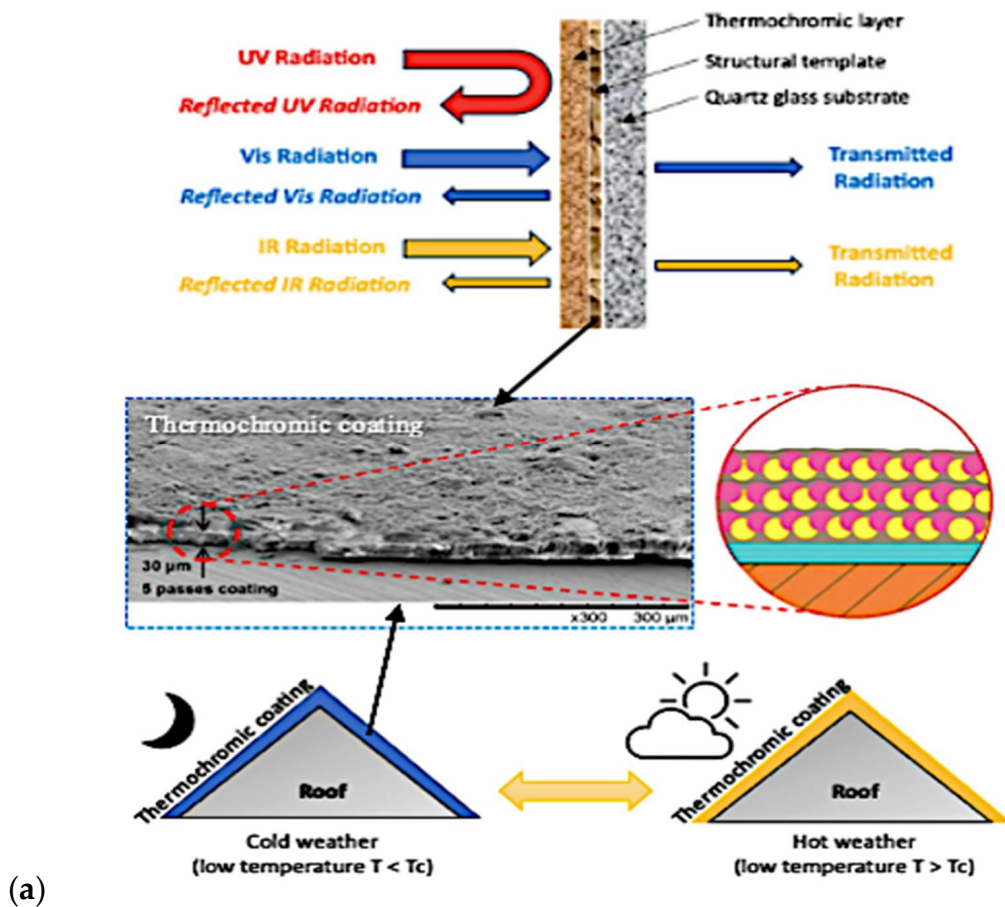 Thermochromic layer
UV Radiation
Structural template
Reflected UV Radiation
Quartz glass substrate
Vis Radiation
Transmitted
Radiation
Reflected Vis Radiation
IR Radiation
Transmitted
Radiation
Reflected IR Radiation
Thermochromic coating
30 µm
5 passes coating
x300 300 µm
Thermochromic coating
Roof
Cold weather
(low temperature T < Tc)
Thermochromic coating
Roof
Hot weather
(low temperature T > Tc)
(a)